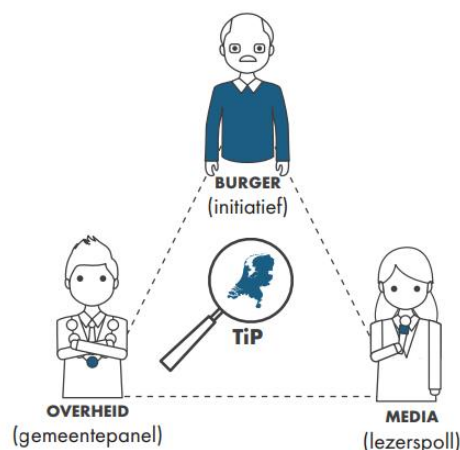 BURGER
(initiatief)
TiP
OVERHEID
(gemeentepanel)
MEDIA
(lezerspoll)